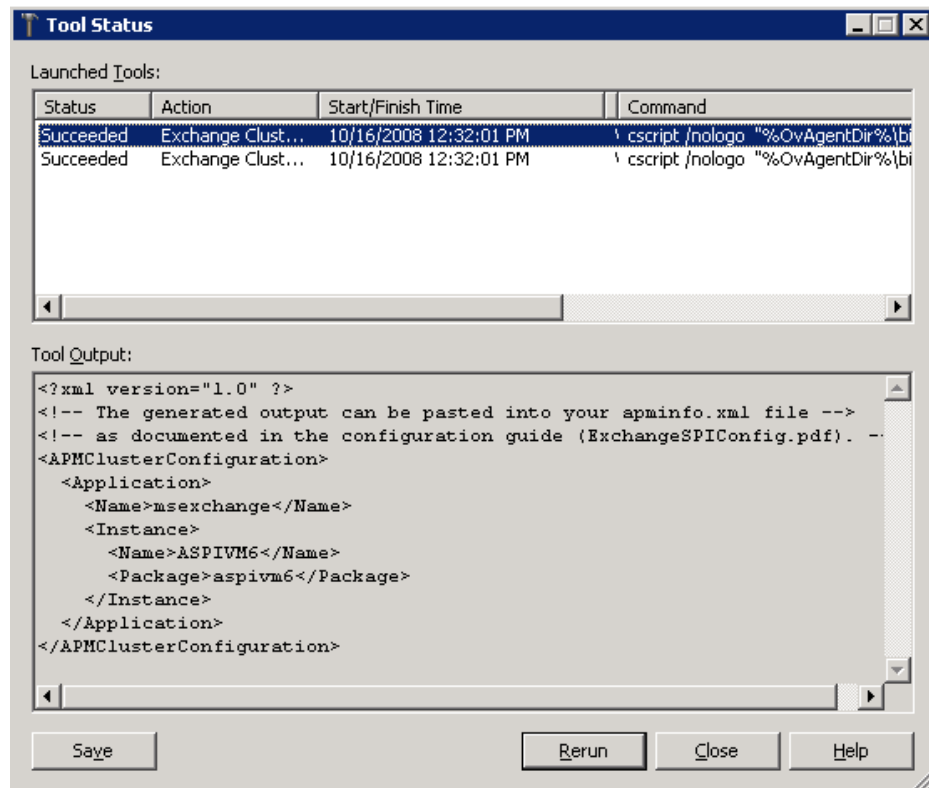 Tool Status
Launched Tools:
Status Action Start/Finish Time Command
Succeeded Exchange Clust... 10/16/2008 12:32:01 PM \ cscript /nologo "%OvAgentDir%\bi
Succeeded Exchange Clust... 10/16/2008 12:32:01 PM \ cscript /nologo "%OvAgentDir%\bi
Tool Output:
<?xml version="1.0" ?>
<!-- The generated output can be pasted into your apminfo.xml file -->
<!-- as documented in the configuration guide (ExchangeSPIConfig.pdf). -
<APMClusterConfiguration>
  <Application>
    <Name>msexchange</Name>
    <Instance>
      <Name>ASPIVM6</Name>
      <Package>aspivm6</Package>
    </Instance>
  </Application>
</APMClusterConfiguration>
Save Rerun Close Help